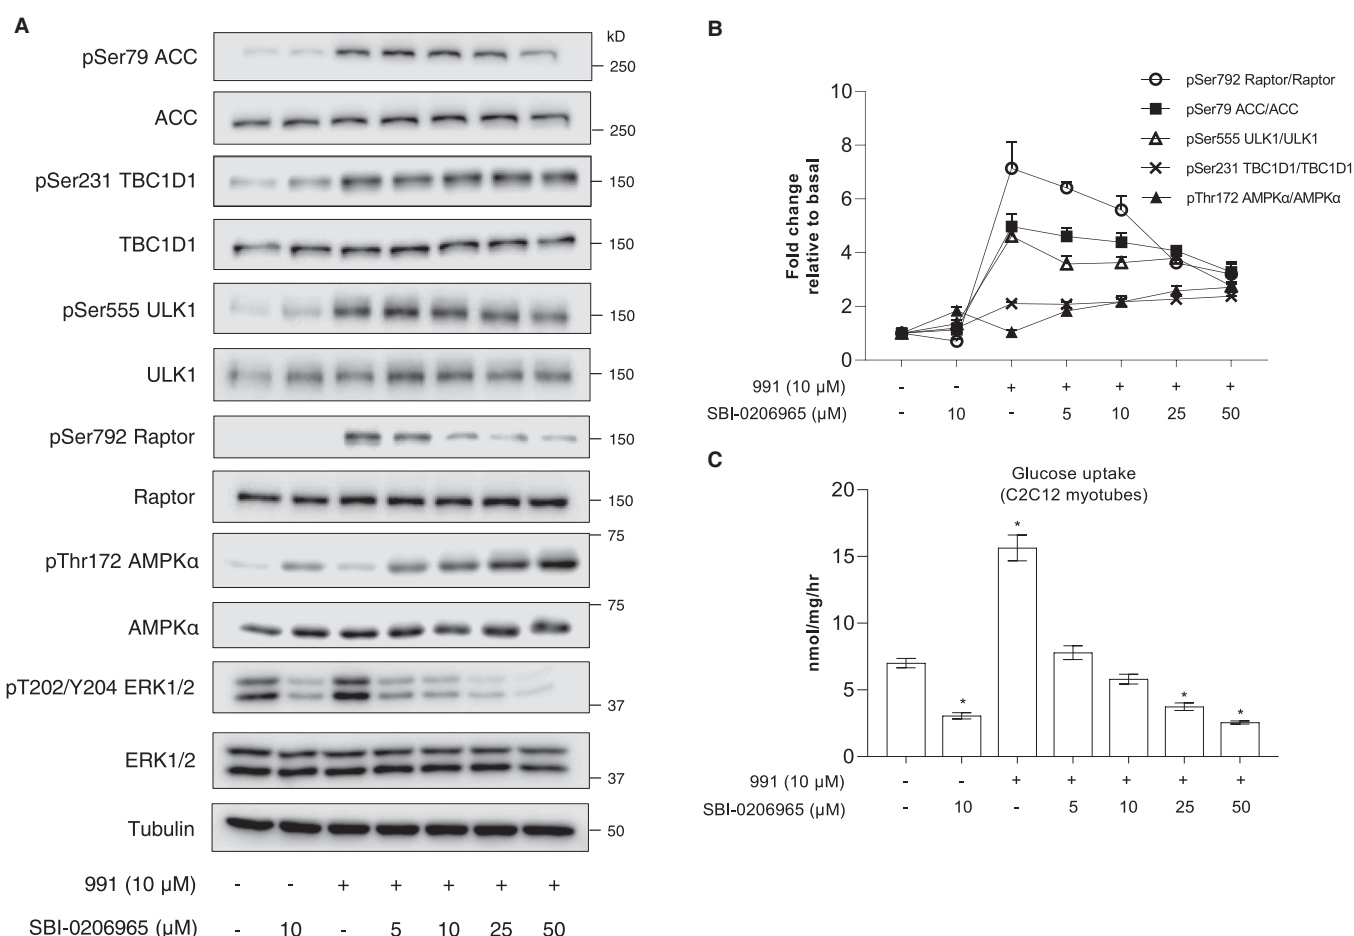 A
kD
pSer79 ACC
250
ACC
250
pSer231 TBC1D1
150
TBC1D1
150
pSer555 ULK1
150
ULK1
150
pSer792 Raptor
150
Raptor
150
75
pThr172 AMPKα
75
AMPKα
pT202/Y204 ERK1/2
37
ERK1/2
37
Tubulin
50
991 (10 µM) - - + + + + +
SBI-0206965 (µM) - 10 - 5 10 25 50
B
pSer792 Raptor/Raptor
pSer79 ACC/ACC
pSer555 ULK1/ULK1
pSer231 TBC1D1/TBC1D1
pThr172 AMPKα/AMPKα
Fold change
relative to basal
10
8
6
4
2
0
991 (10 µM) - - + + + + +
SBI-0206965 (µM) - 10 - 5 10 25 50
C
Glucose uptake
(C2C12 myotubes)
nmol/mg/hr
20
15
10
5
0
* * * *
991 (10 µM) - - + + + + +
SBI-0206965 (µM) - 10 - 5 10 25 50